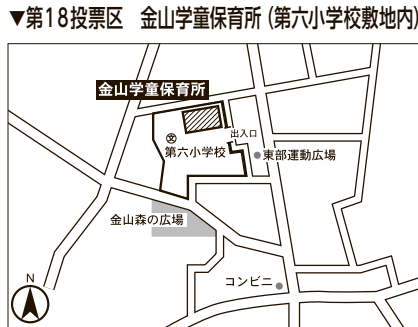 ▼第18投票区　金山学童保育所（第六小学校敷地内）
金山学童保育所
出入口
文
第六小学校
東部運動広場
金山森の広場
コンビニ
N